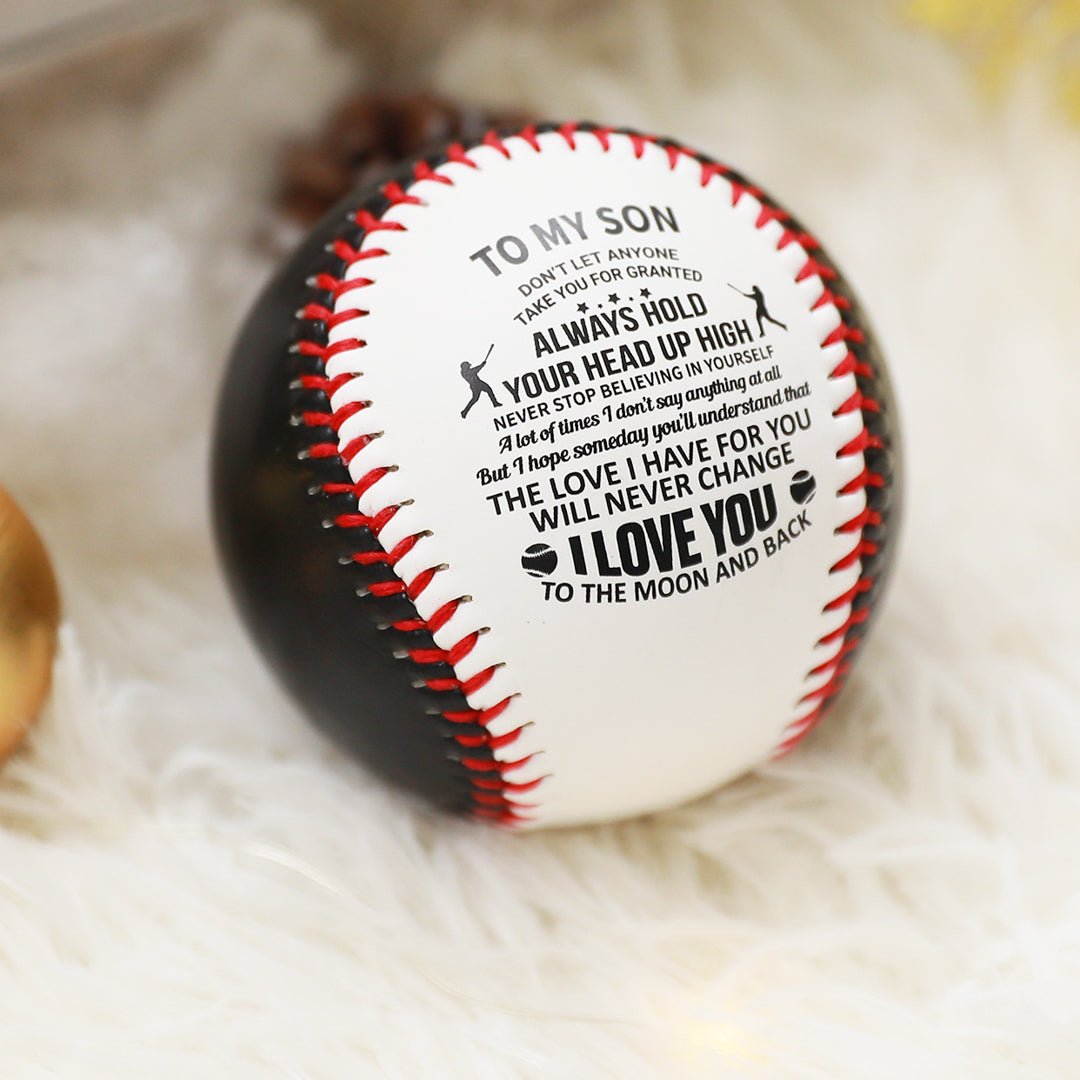 TO MY SON
DON'T LET ANYONE
TAKE YOU FOR GRANTED
ALWAYS HOLD
YOUR HEAD UP HIGH
NEVER STOP BELIEVING IN YOURSELF
A lot of times I don't say anything at all
But I hope someday you'll understand that
THE LOVE I HAVE FOR YOU
WILL NEVER CHANGE
I LOVE YOU
TO THE MOON AND BACK